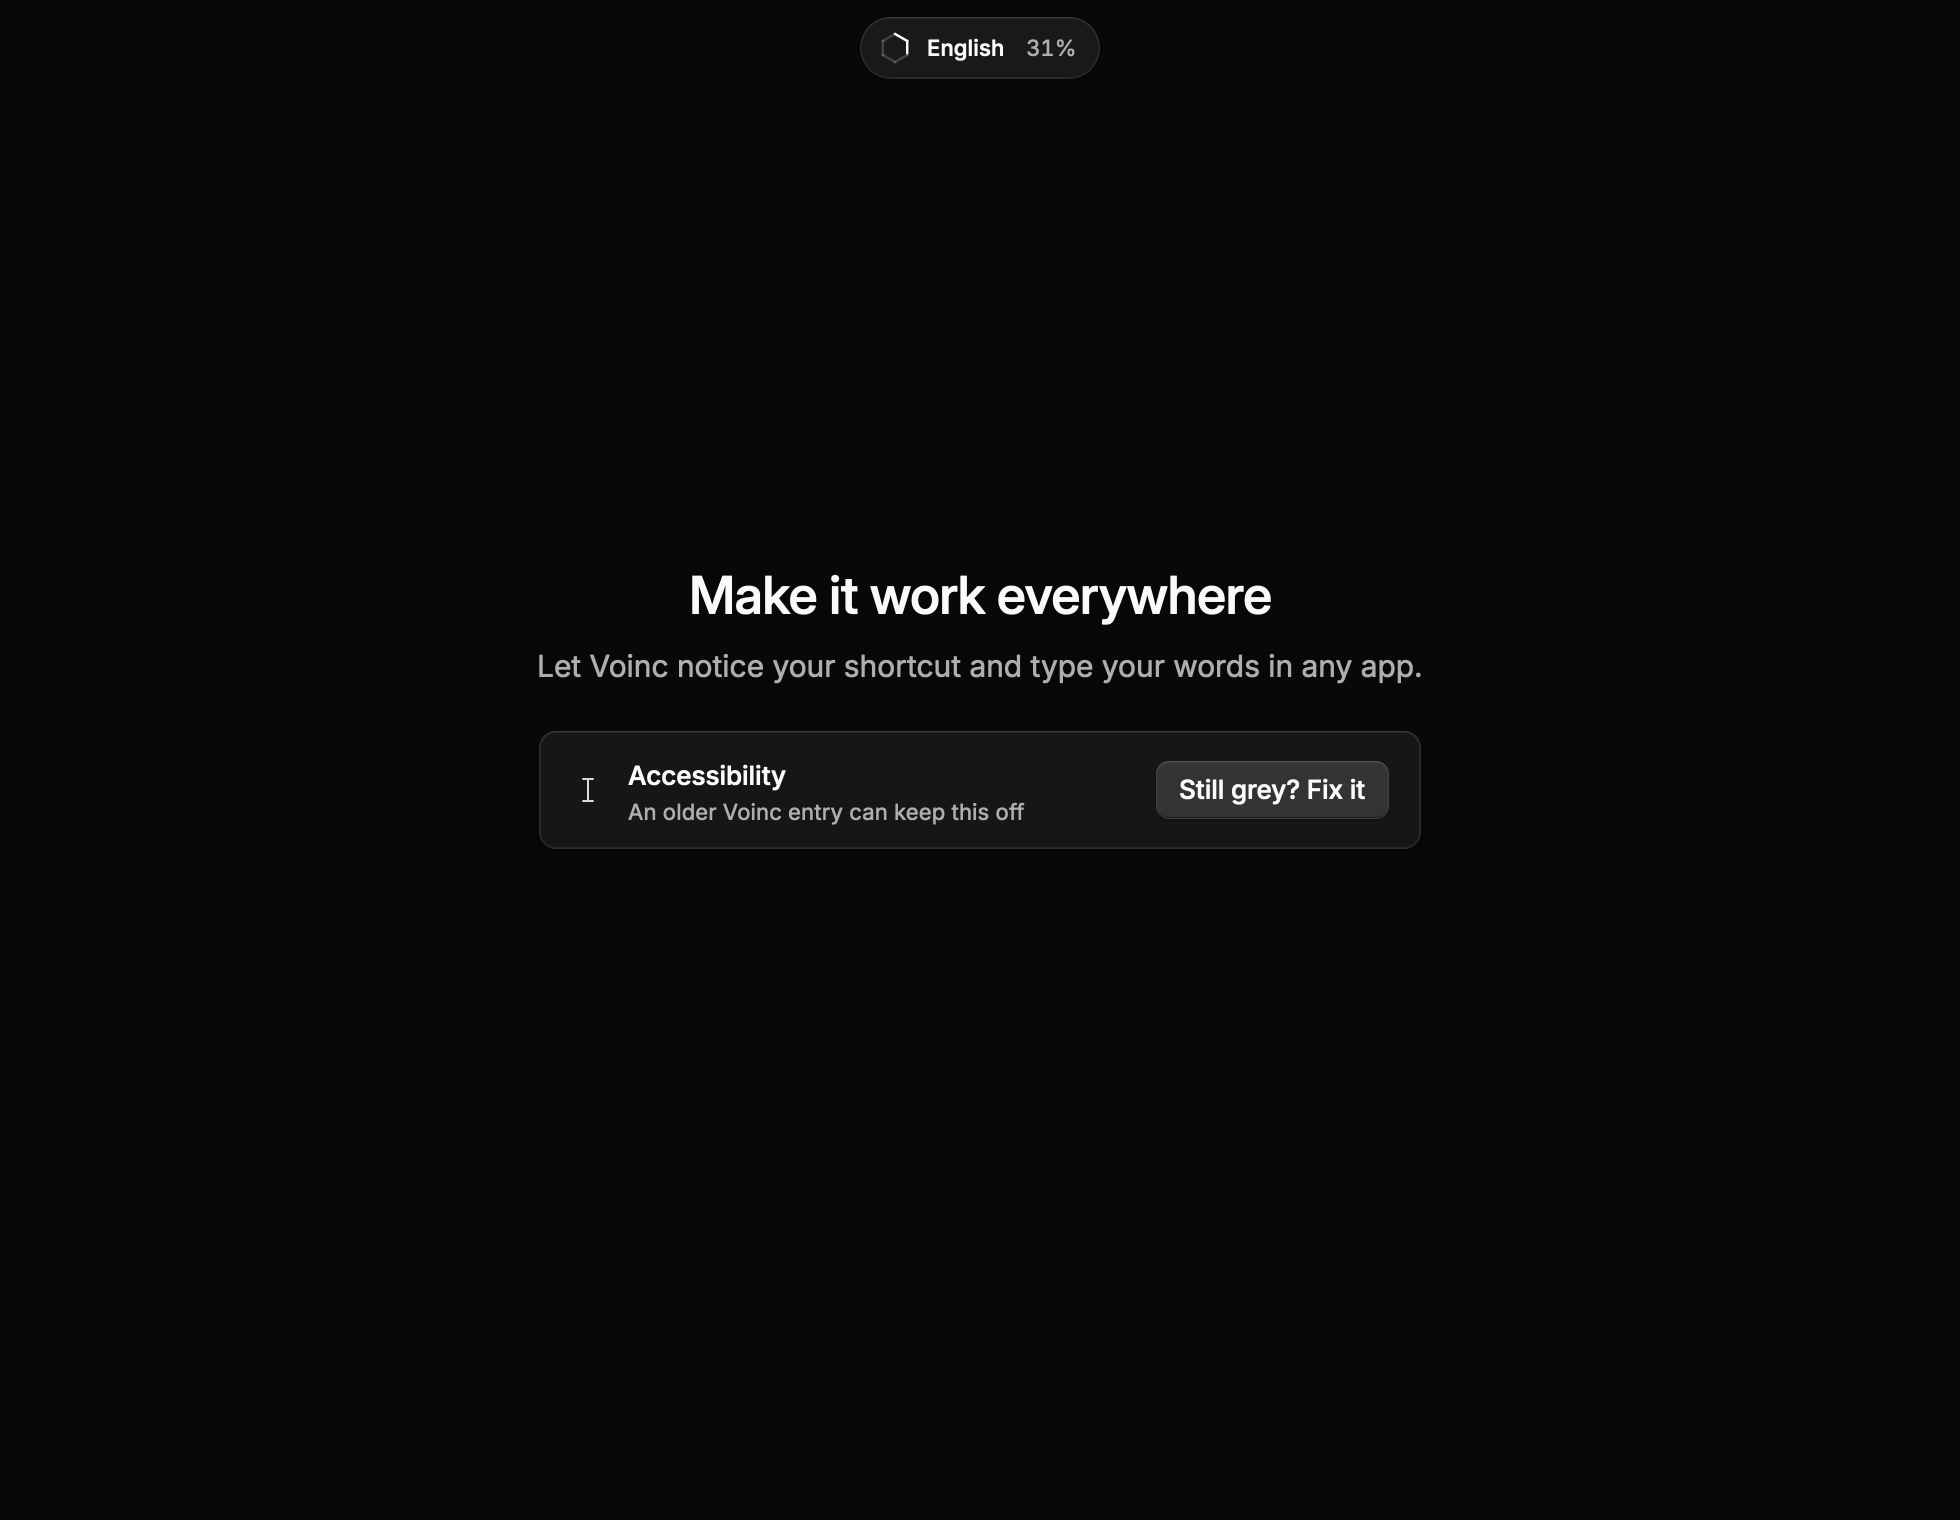 English 31%
Make it work everywhere
Let Voinc notice your shortcut and type your words in any app.
Accessibility
An older Voinc entry can keep this off
Still grey? Fix it